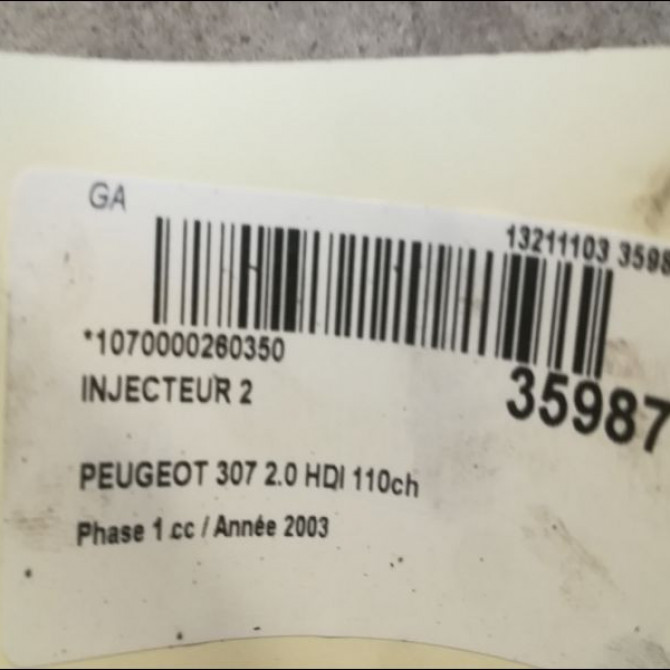 GA
13211103 3598
*1070000260350
INJECTEUR 2
35987
PEUGEOT 307 2.0 HDI 110ch
Phase 1 cc / Année 2003